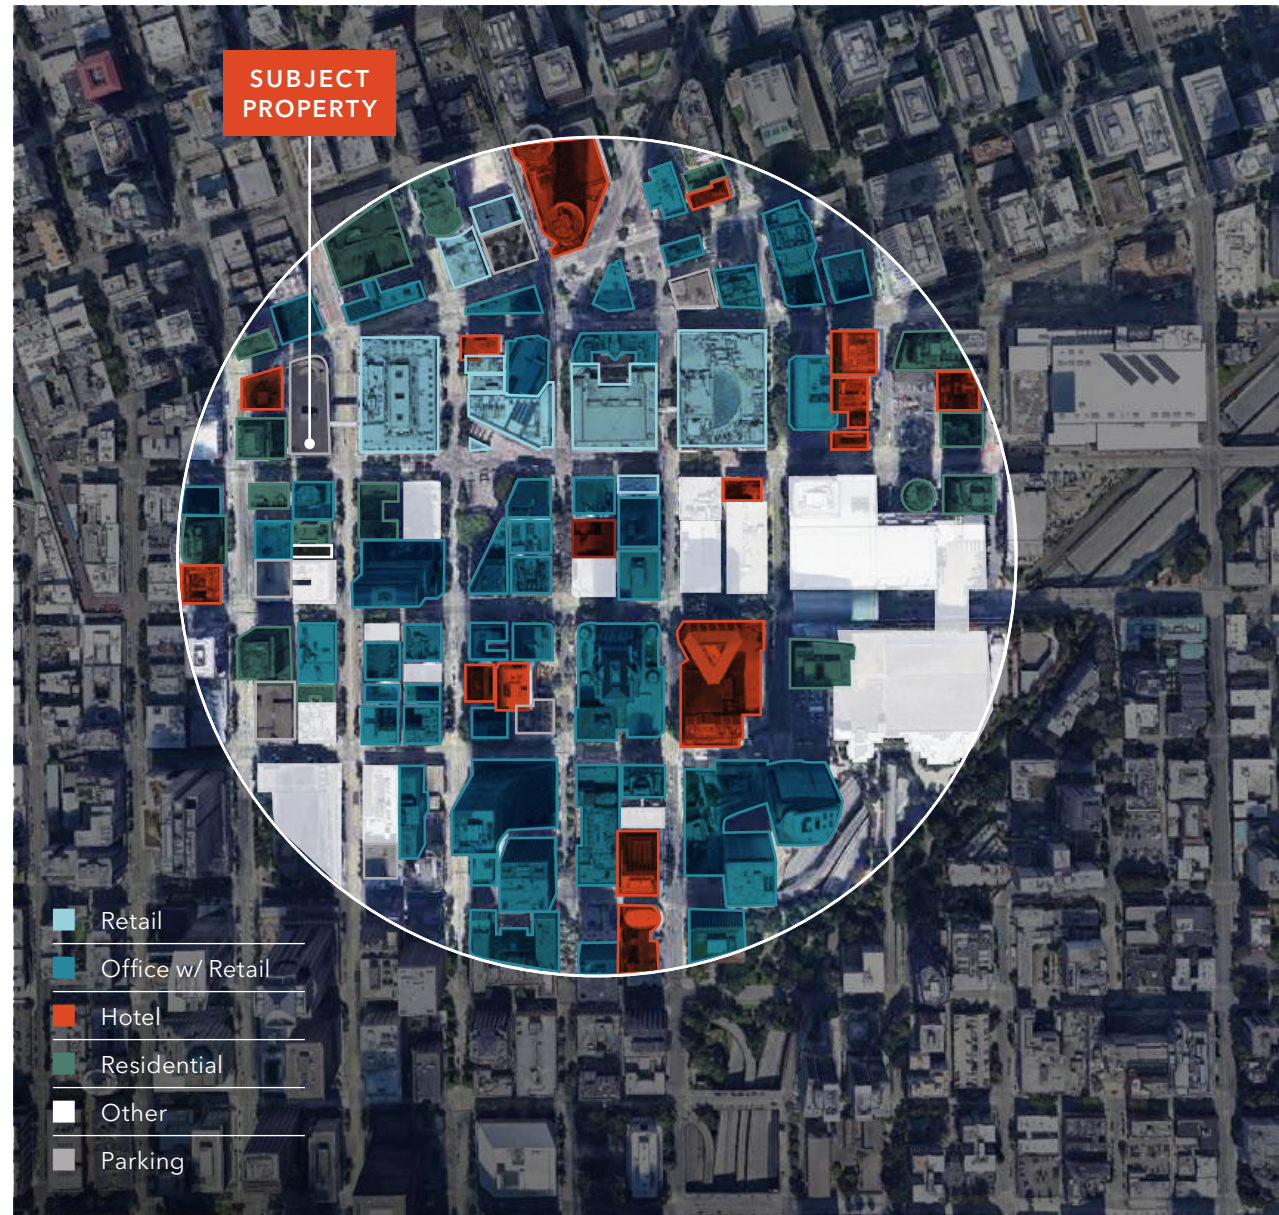 SUBJECT
PROPERTY
Retail
Office w/ Retail
Hotel
Residential
Other
Parking